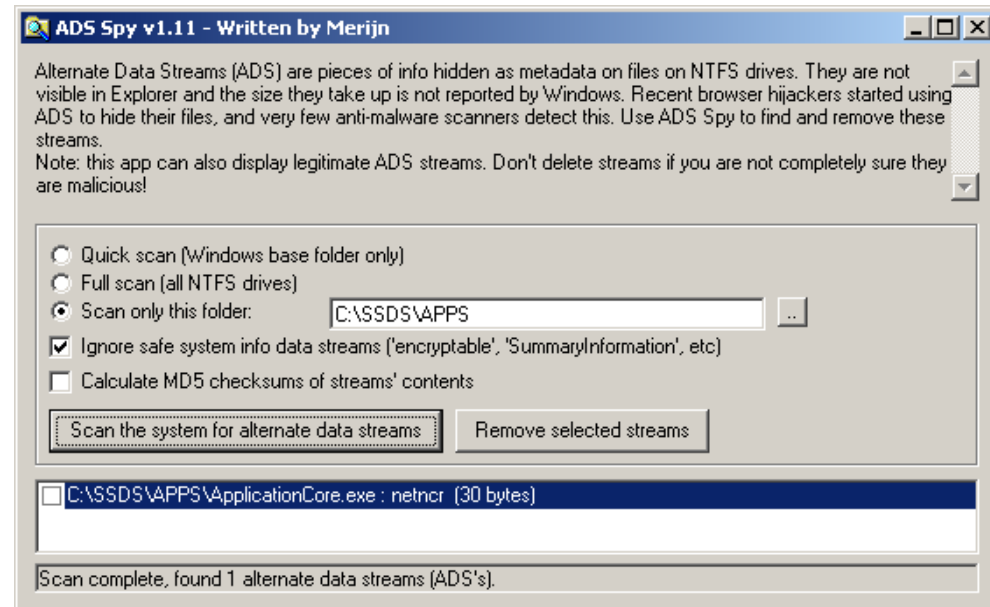 ADS Spy v1.11 - Written by Merijn
Alternate Data Streams (ADS) are pieces of info hidden as metadata on files on NTFS drives. They are not
visible in Explorer and the size they take up is not reported by Windows. Recent browser hijackers started using
ADS to hide their files, and very few anti-malware scanners detect this. Use ADS Spy to find and remove these
streams.
Note: this app can also display legitimate ADS streams. Don't delete streams if you are not completely sure they
are malicious!
Quick scan (Windows base folder only)
Full scan (all NTFS drives)
Scan only this folder: C:\SSDS\APPS ..
Ignore safe system info data streams ('encryptable', 'SummaryInformation', etc)
Calculate MD5 checksums of streams' contents
Scan the system for alternate data streams Remove selected streams
C:\SSDS\APPS\ApplicationCore.exe : netncr (30 bytes)
Scan complete, found 1 alternate data streams (ADS's).